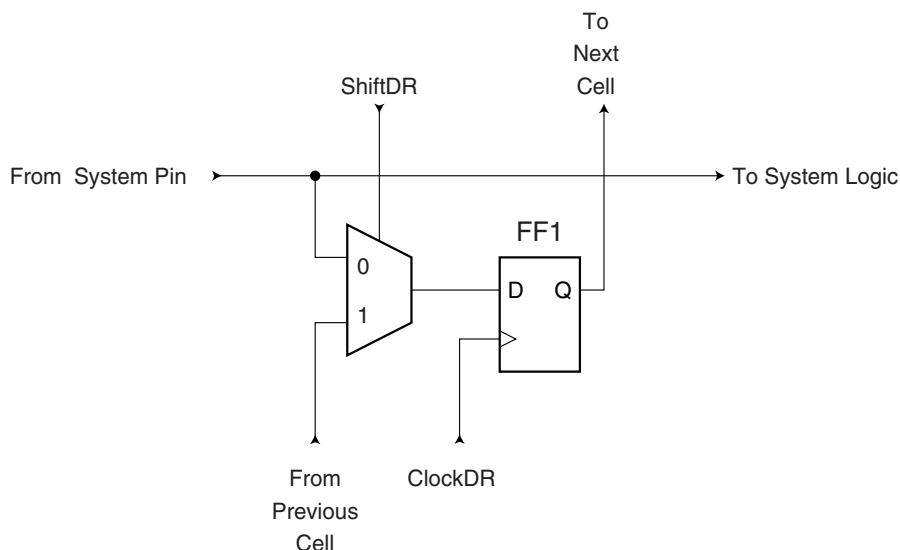 To
Next
Cell
ShiftDR
From System Pin
To System Logic
FF1
0
D Q
1
From
Previous
Cell
ClockDR